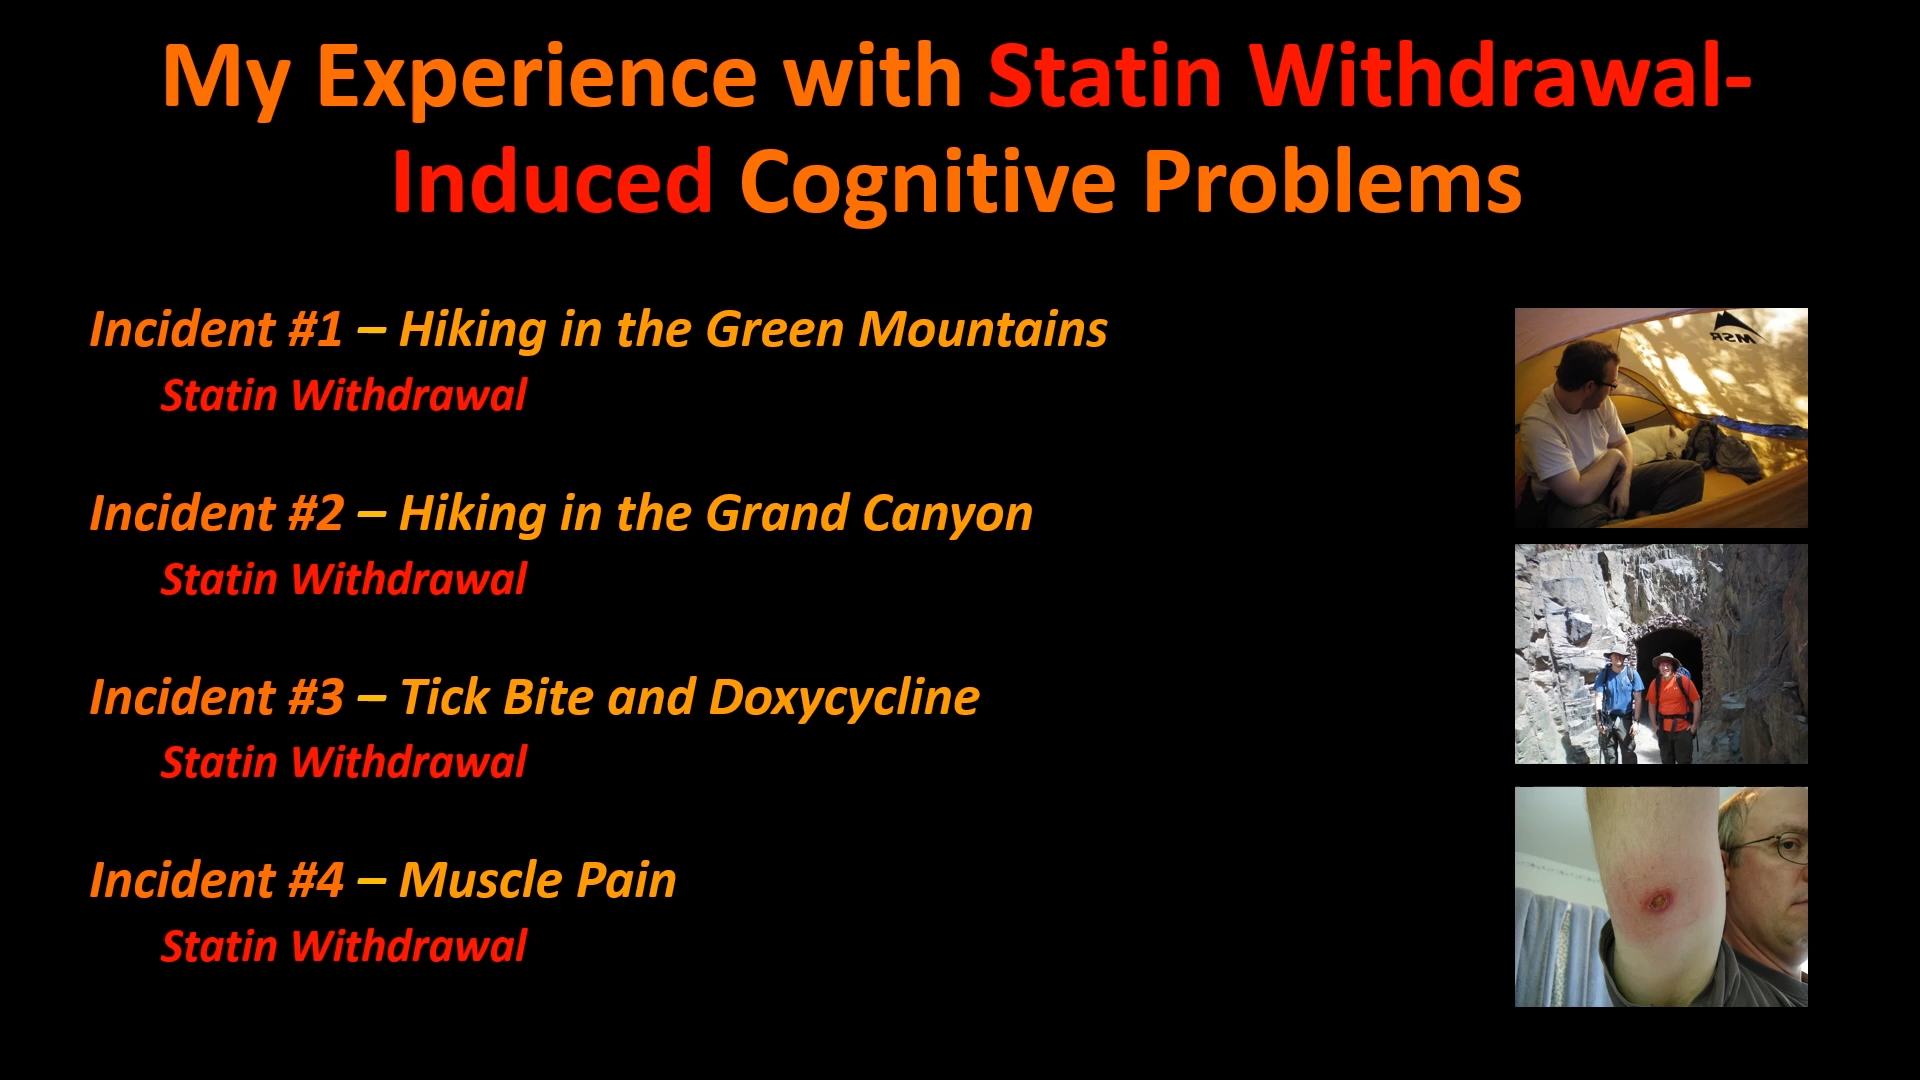 My Experience with Statin Withdrawal-
Induced Cognitive Problems
Incident #1 – Hiking in the Green Mountains
Statin Withdrawal
MSR
Incident #2 – Hiking in the Grand Canyon
Statin Withdrawal
Incident #3 – Tick Bite and Doxycycline
Statin Withdrawal
Incident #4 – Muscle Pain
Statin Withdrawal